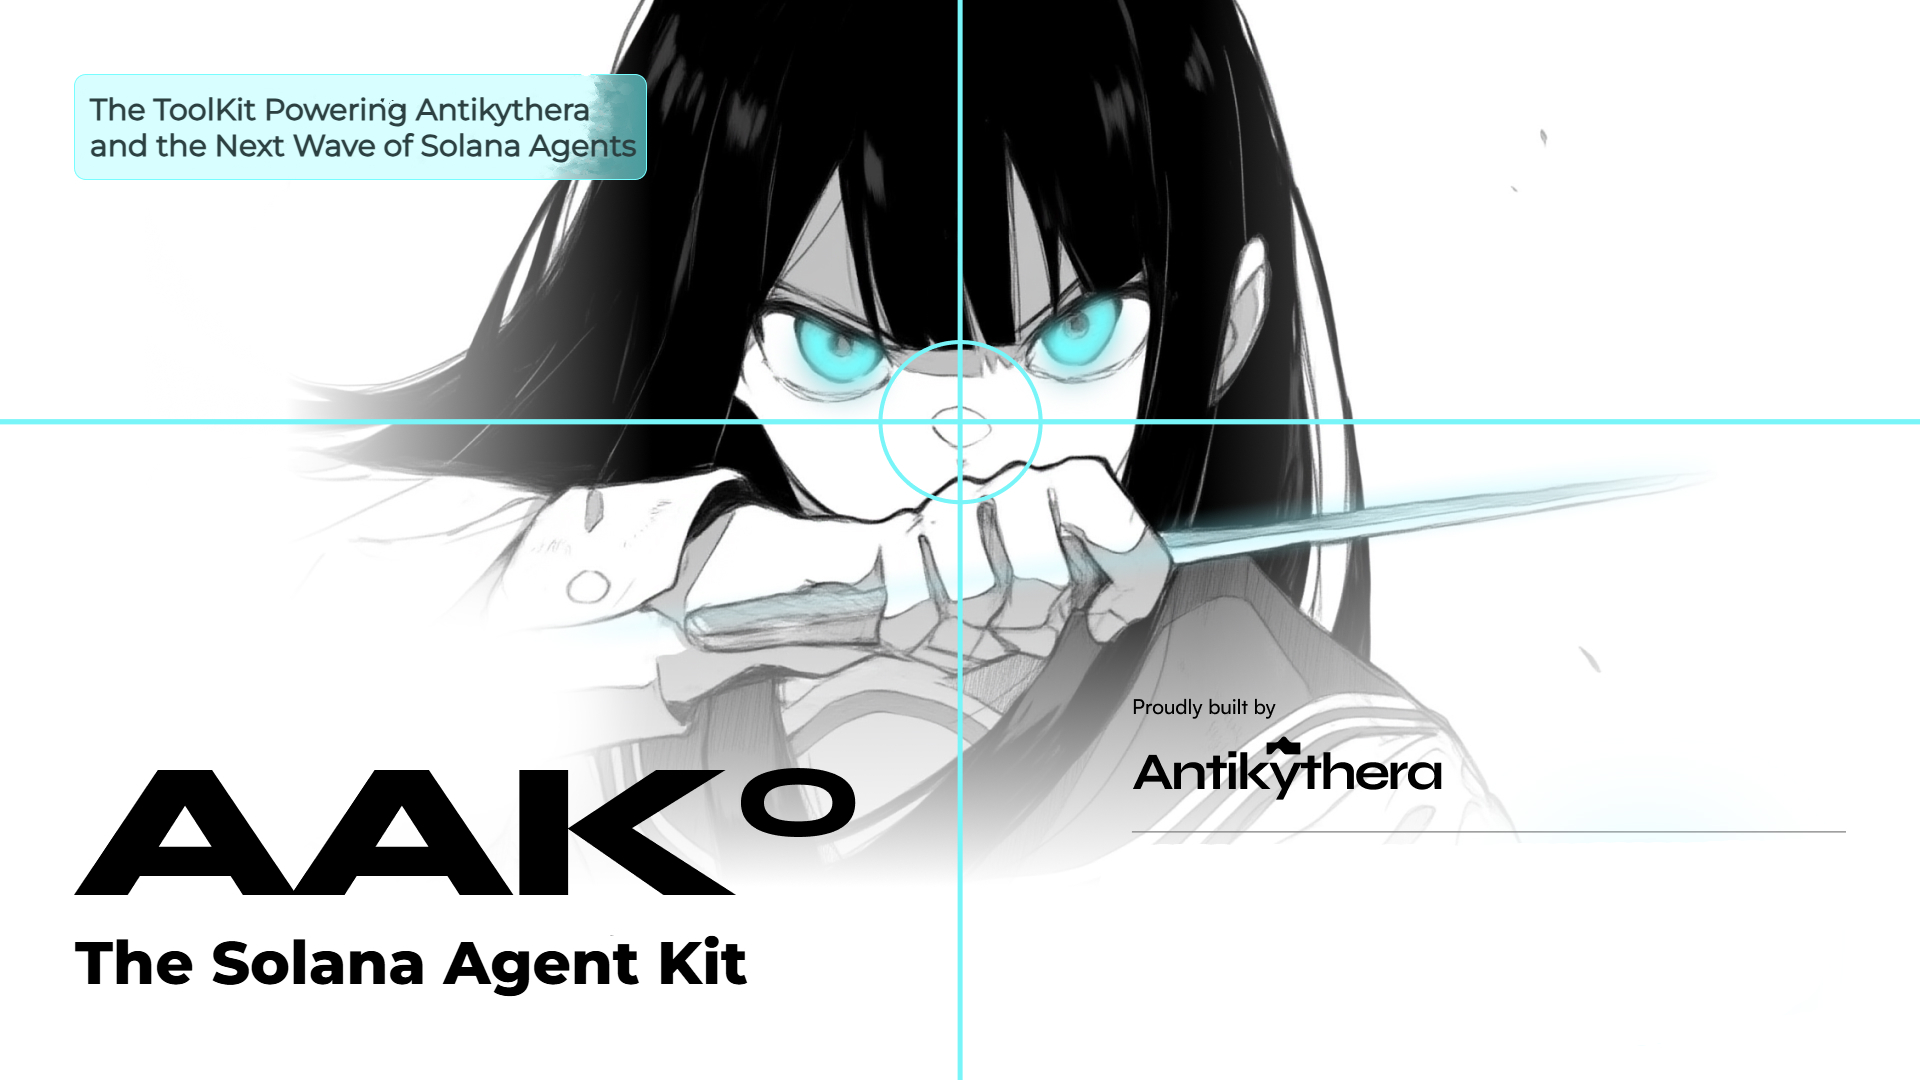 The ToolKit Powering Antikythera
and the Next Wave of Solana Agents
Proudly built by
Antikythera
AAKO
The Solana Agent Kit